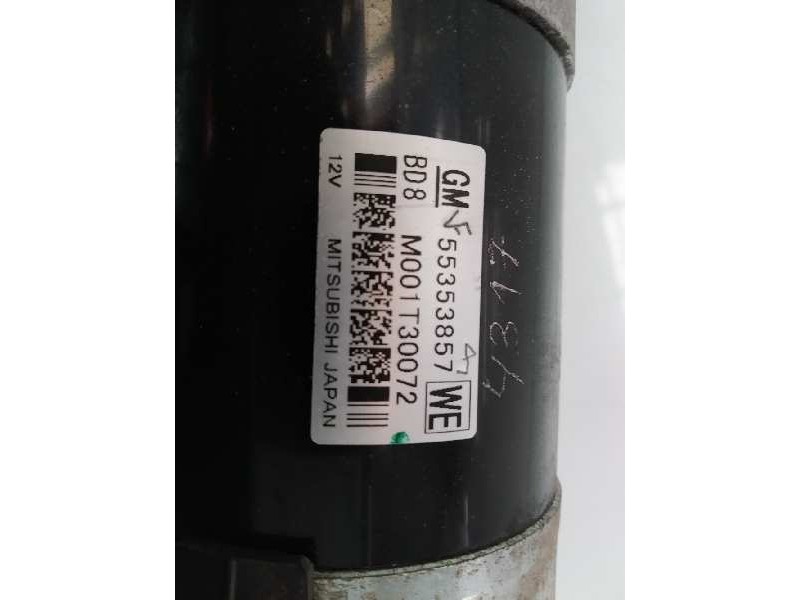 GM 55353857 WE
BD8 M001T30072
12V MITSUBISHI JAPAN